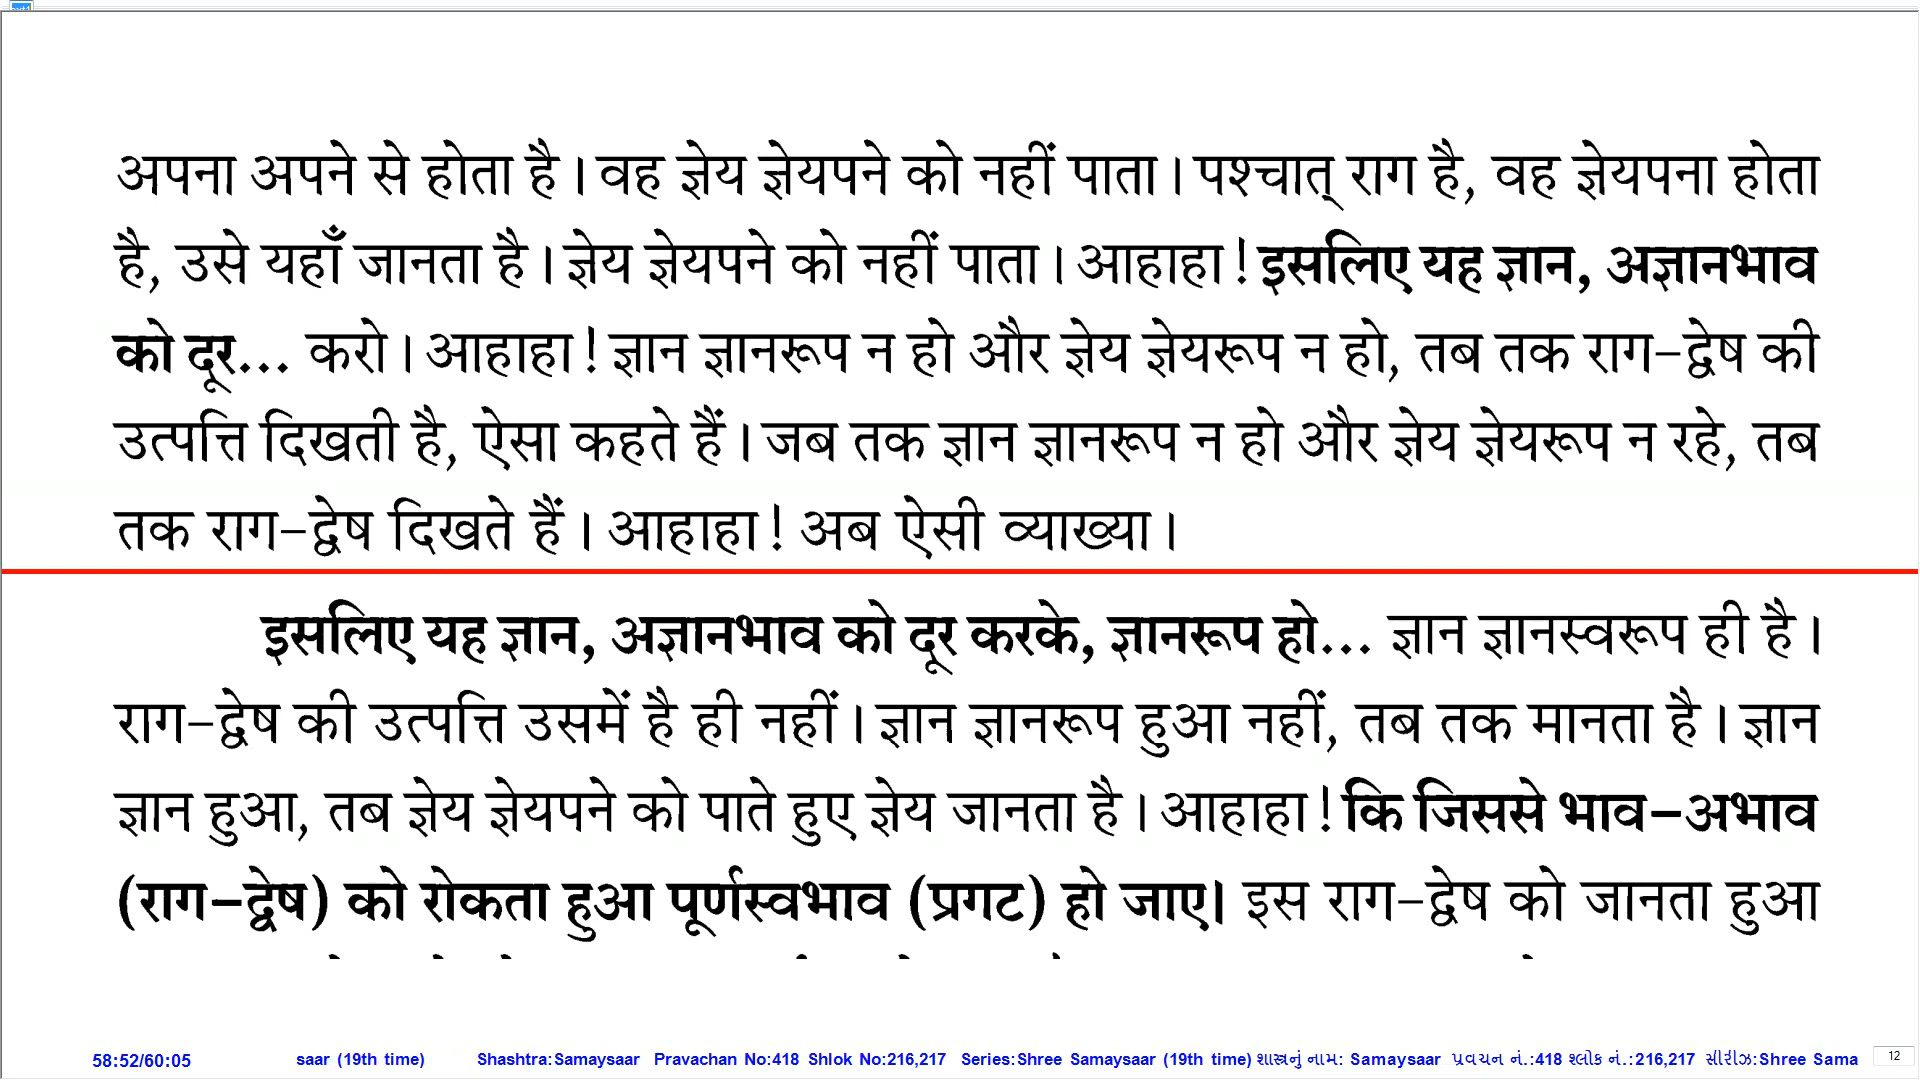 अपना अपने से होता है। वह ज्ञेय ज्ञेयपने को नहीं पाता। पश्चात् राग है, वह ज्ञेयपना होता
है, उसे यहाँ जानता है। ज्ञेय ज्ञेयपने को नहीं पाता। आहाहा! इसलिए यह ज्ञान, अज्ञानभाव
को दूर... करो। आहाहा! ज्ञान ज्ञानरूप न हो और ज्ञेय ज्ञेयरूप न हो, तब तक राग-द्वेष की
उत्पत्ति दिखती है, ऐसा कहते हैं। जब तक ज्ञान ज्ञानरूप न हो और ज्ञेय ज्ञेयरूप न रहे, तब
तक राग-द्वेष दिखते हैं। आहाहा! अब ऐसी व्याख्या।
इसलिए यह ज्ञान, अज्ञानभाव को दूर करके, ज्ञानरूप हो... ज्ञान ज्ञानस्वरूप ही है।
राग-द्वेष की उत्पत्ति उसमें है ही नहीं। ज्ञान ज्ञानरूप हुआ नहीं, तब तक मानता है। ज्ञान
ज्ञान हुआ, तब ज्ञेय ज्ञेयपने को पाते हुए ज्ञेय जानता है। आहाहा! कि जिससे भाव-अभाव
(राग-द्वेष) को रोकता हुआ पूर्णस्वभाव (प्रगट) हो जाए। इस राग-द्वेष को जानता हुआ
58:52/60:05 saar (19th time) Shashtra:Samaysaar Pravachan No:418 Shlok No:216,217 Series:Shree Samaysaar (19th time) શાસ્ત્રનું નામ: Samaysaar પ્રવચન નં.:418 શ્લોક નં.:216,217 સીરીઝ:Shree Sama 12